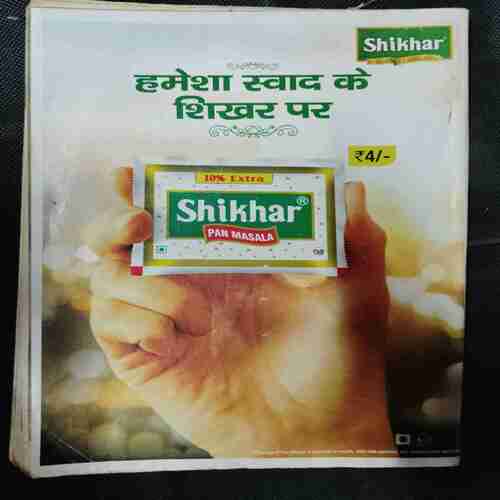 Shikhar®
हमेशा स्वाद के
शिखर पर
₹4/-
10% Extra
Shikhar®
PAN MASALA